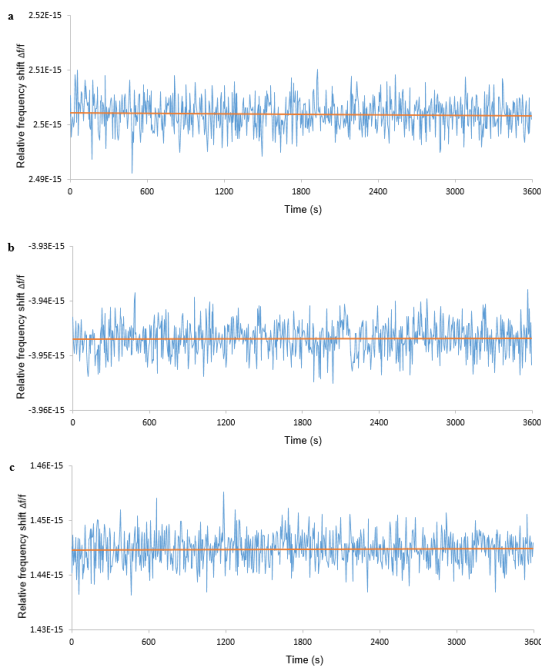 a
2.52E-15
2.51E-15
2.5E-15
2.49E-15
Relative frequency shift Δf/f
0 600 1200 1800 2400 3000 3600
Time (s)
b
-3.93E-15
-3.94E-15
-3.95E-15
-3.96E-15
Relative frequency shift Δf/f
0 600 1200 1800 2400 3000 3600
Time (s)
c
1.46E-15
1.45E-15
1.44E-15
1.43E-15
Relative frequency shift Δf/f
0 600 1200 1800 2400 3000 3600
Time (s)